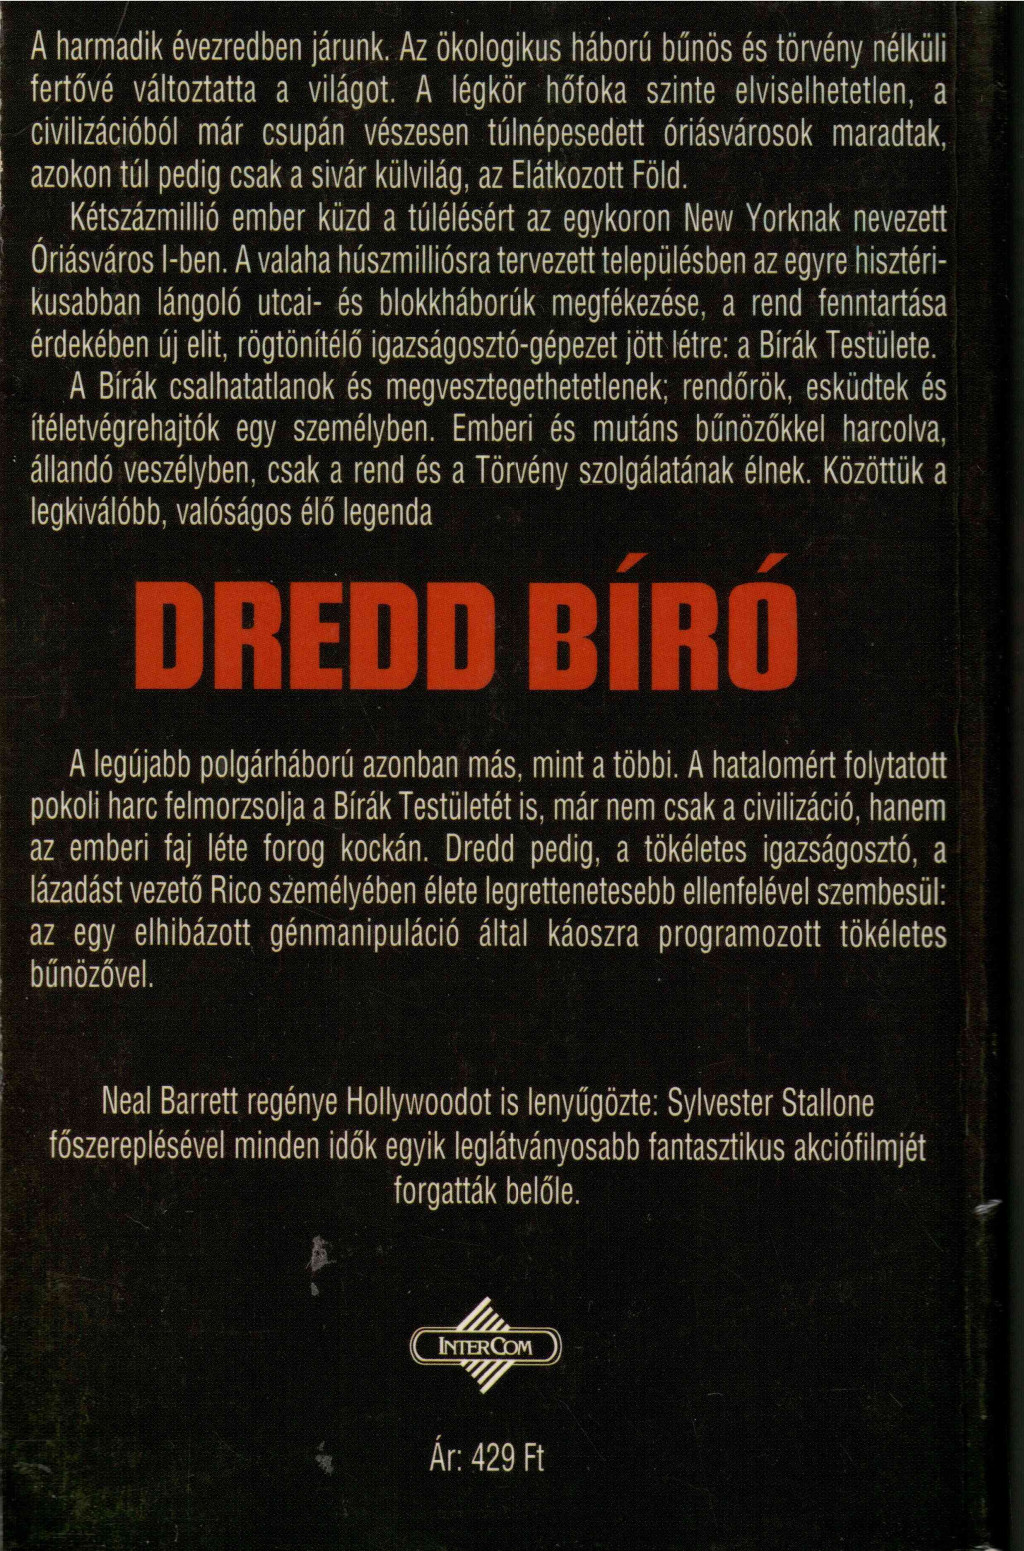 A harmadik évezredben járunk. Az ökologikus háború bűnös és törvény nélküli
fertővé változtatta a világot. A légkör hőfoka szinte elviselhetetlen, a
civilizációból már csupán vészesen túlnépesedett óriásvárosok maradtak,
azokon túl pedig csak a sivár külvilág, az Elátkozott Föld.
Kétszázmillió ember küzd a túlélésért az egykoron New Yorknak nevezett
Óriásváros I-ben. A valaha húszmilliósra tervezett településben az egyre hisztéri-
kusabban lángoló utcai- és blokkháborúk megfékezése, a rend fenntartása
érdekében új elit, rögtönítélő igazságosztó-gépezet jött létre: a Bírák Testülete.
A Bírák csalhatatlanok és megvesztegethetetlenek; rendőrök, esküdtek és
ítéletvégrehajtók egy személyben. Emberi és mutáns bűnözőkkel harcolva,
állandó veszélyben, csak a rend és a Törvény szolgálatának élnek. Közöttük a
legkiválóbb, valóságos élő legenda
DREDD BÍRÓ
A legújabb polgárháború azonban más, mint a többi. A hatalomért folytatott
pokoli harc felmorzsolja a Bírák Testületét is, már nem csak a civilizáció, hanem
az emberi faj léte forog kockán. Dredd pedig, a tökéletes igazságosztó, a
lázadást vezető Rico személyében élete legrettenetesebb ellenfelével szembesül:
az egy elhibázott génmanipuláció által káoszra programozott tökéletes
bűnözővel.
Neal Barrett regénye Hollywoodot is lenyűgözte: Sylvester Stallone
főszereplésével minden idők egyik leglátványosabb fantasztikus akciófilmjét
forgatták belőle.
INTERCOM
Ár: 429 Ft